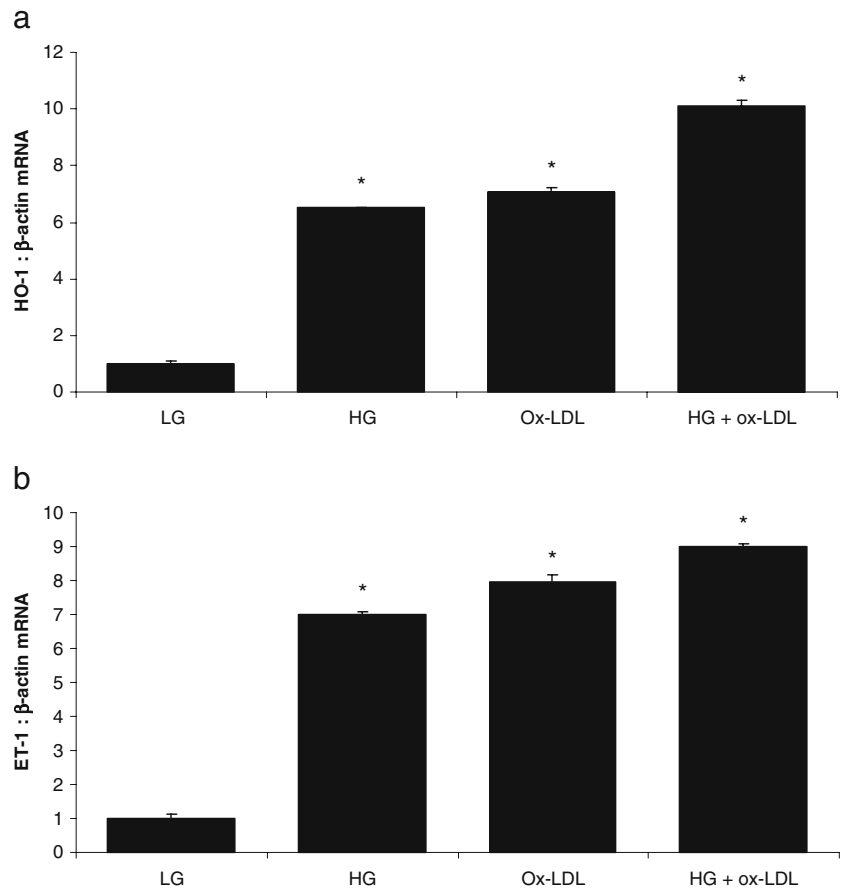 a
HO-1 : β-actin mRNA
12
10
8
6
4
2
0
*
*
*
LG
HG
Ox-LDL
HG + ox-LDL
b
ET-1 : β-actin mRNA
10
9
8
7
6
5
4
3
2
1
0
*
*
*
LG
HG
Ox-LDL
HG + ox-LDL